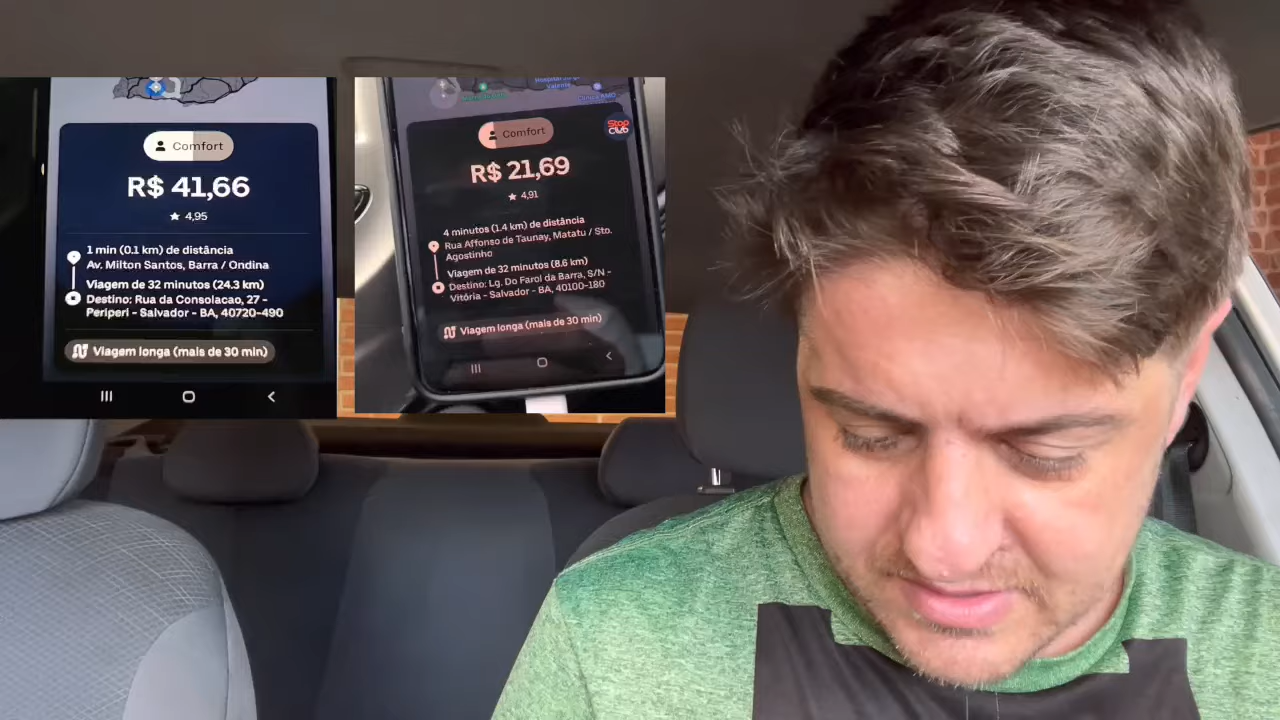 Comfort
R$ 41,66
★ 4,95
1 min (0.1 km) de distância
Av. Milton Santos, Barra / Ondina
Viagem de 32 minutos (24.3 km)
Destino: Rua da Consolacao, 27 -
Periperi - Salvador - BA, 40720-490
Viagem longa (mais de 30 min)
Valente
Comfort
Stop
Club
R$ 21,69
★ 4,91
4 minutos (1.4 km) de distância
Rua Affonso de Taunay, Matatu / Sto.
Agostinho
Viagem de 32 minutos (8.6 km)
Destino: Lg. Do Farol da Barra, S/N -
Vitória - Salvador - BA, 40100-180
Viagem longa (mais de 30 min)